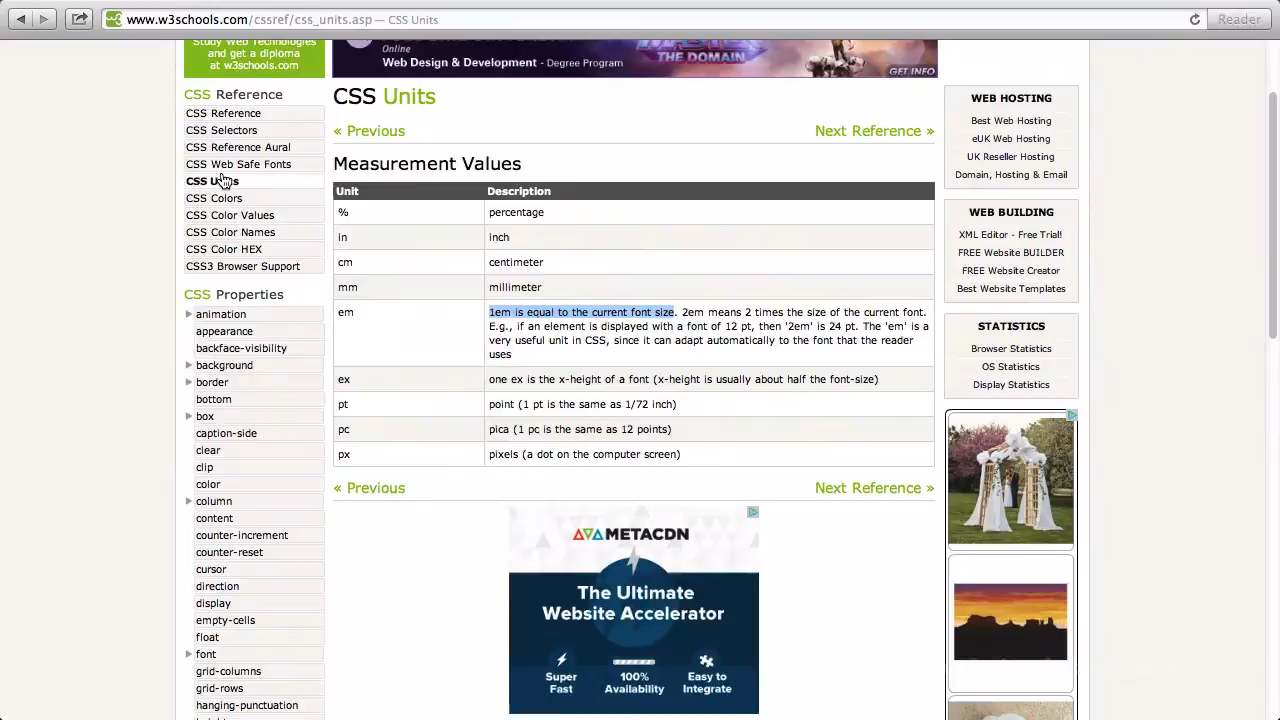 www.w3schools.com/cssref/css_units.asp — CSS Units
Reader
Study Web Technologies
and get a diploma
at w3schools.com
Online
Web Design & Development - Degree Program
THE DOMAIN
GET INFO
CSS Reference
CSS Reference
CSS Selectors
CSS Reference Aural
CSS Web Safe Fonts
CSS Units
CSS Colors
CSS Color Values
CSS Color Names
CSS Color HEX
CSS3 Browser Support
CSS Properties
animation
appearance
backface-visibility
background
border
bottom
box
caption-side
clear
clip
color
column
content
counter-increment
counter-reset
cursor
direction
display
empty-cells
float
font
grid-columns
grid-rows
hanging-punctuation
CSS Units
« Previous
Next Reference »
Measurement Values
Unit Description
% percentage
in inch
cm centimeter
mm millimeter
em 1em is equal to the current font size. 2em means 2 times the size of the current font.
E.g., if an element is displayed with a font of 12 pt, then '2em' is 24 pt. The 'em' is a
very useful unit in CSS, since it can adapt automatically to the font that the reader
uses
ex one ex is the x-height of a font (x-height is usually about half the font-size)
pt point (1 pt is the same as 1/72 inch)
pc pica (1 pc is the same as 12 points)
px pixels (a dot on the computer screen)
« Previous
Next Reference »
METACDN
The Ultimate
Website Accelerator
Super
Fast
100%
Availability
Easy to
Integrate
WEB HOSTING
Best Web Hosting
eUK Web Hosting
UK Reseller Hosting
Domain, Hosting & Email
WEB BUILDING
XML Editor - Free Trial!
FREE Website BUILDER
FREE Website Creator
Best Website Templates
STATISTICS
Browser Statistics
OS Statistics
Display Statistics